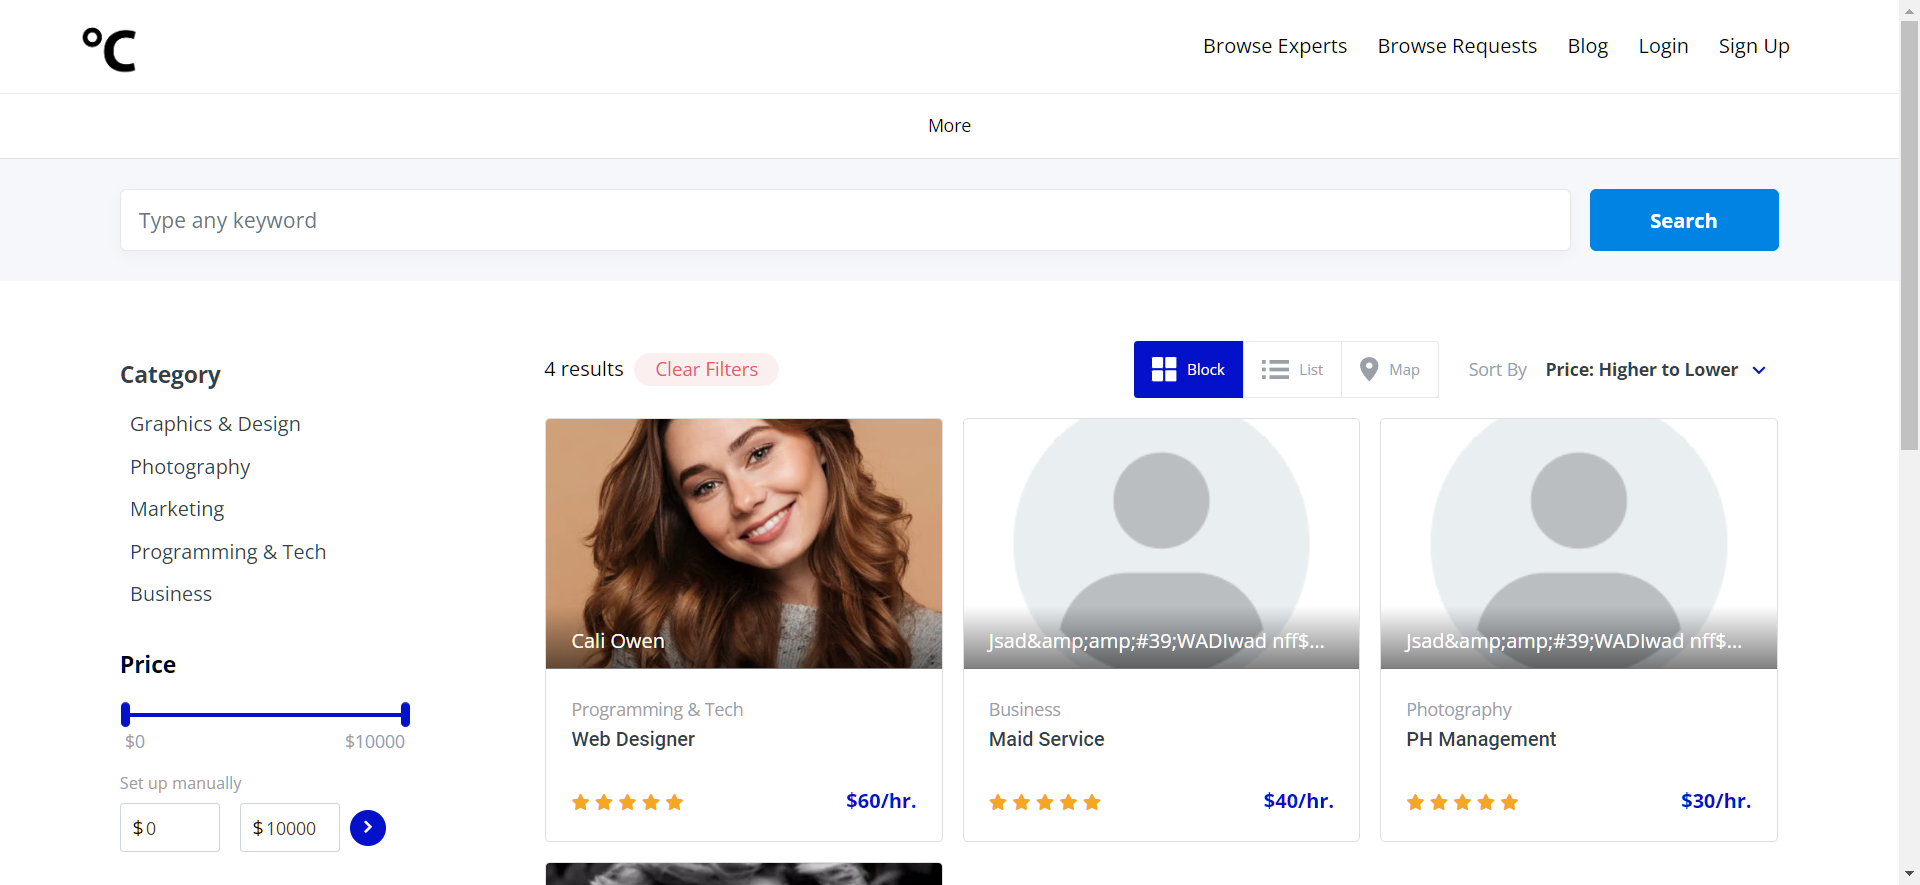 °C
Browse Experts
Browse Requests
Blog
Login
Sign Up
More
Type any keyword
Search
Category
Graphics & Design
Photography
Marketing
Programming & Tech
Business
Price
$0
$10000
Set up manually
$ 0
$ 10000
4 results
Clear Filters
Block
List
Map
Sort By
Price: Higher to Lower
Cali Owen
Programming & Tech
Web Designer
$60/hr.
Jsad&amp;amp;#39;WADIwad nff$...
Business
Maid Service
$40/hr.
Jsad&amp;amp;#39;WADIwad nff$...
Photography
PH Management
$30/hr.